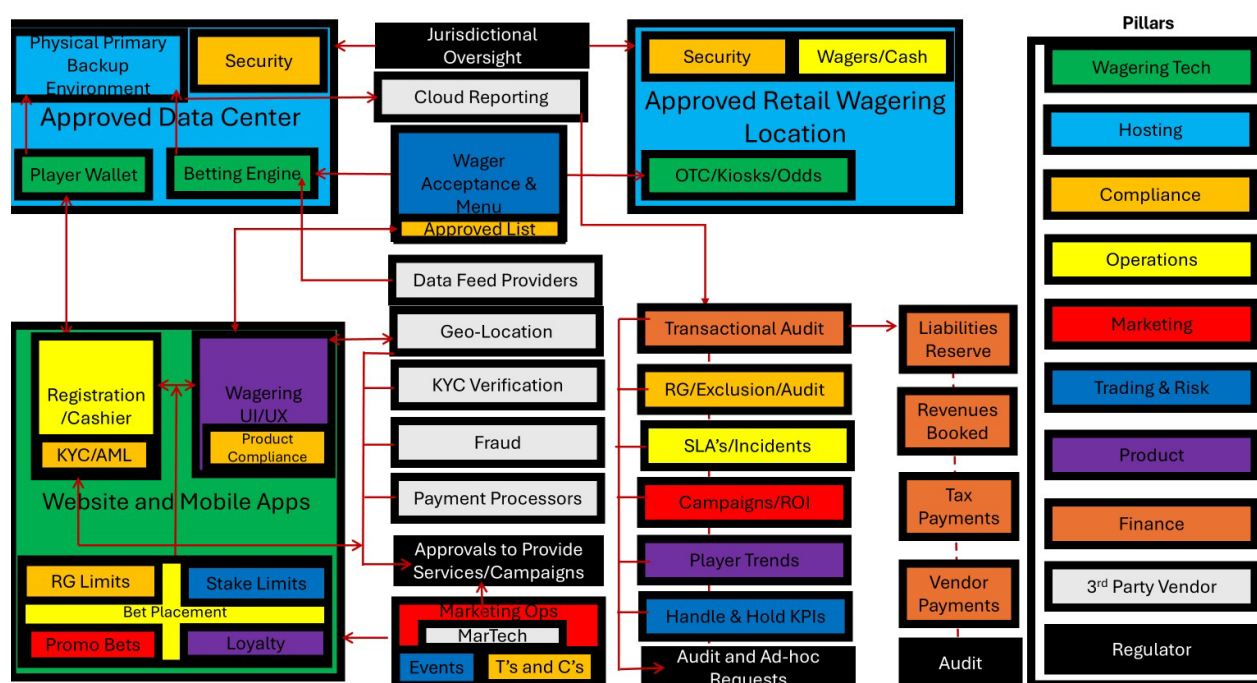 Physical Primary
Backup
Environment
Security
Approved Data Center
Player Wallet
Betting Engine
Jurisdictional
Oversight
Cloud Reporting
Wager
Acceptance &
Menu
Approved List
Security
Wagers/Cash
Approved Retail Wagering
Location
OTC/Kiosks/Odds
Data Feed Providers
Geo-Location
KYC Verification
Fraud
Payment Processors
Approvals to Provide
Services/Campaigns
Marketing Ops
MarTech
Events
T's and C's
Registration
/Cashier
KYC/AML
Wagering
UI/UX
Product
Compliance
Website and Mobile Apps
RG Limits
Stake Limits
Bet Placement
Promo Bets
Loyalty
Transactional Audit
RG/Exclusion/Audit
SLA's/Incidents
Campaigns/ROI
Player Trends
Handle & Hold KPIs
Audit and Ad-hoc
Requests
Liabilities
Reserve
Revenues
Booked
Tax
Payments
Vendor
Payments
Audit
Pillars
Wagering Tech
Hosting
Compliance
Operations
Marketing
Trading & Risk
Product
Finance
3rd Party Vendor
Regulator